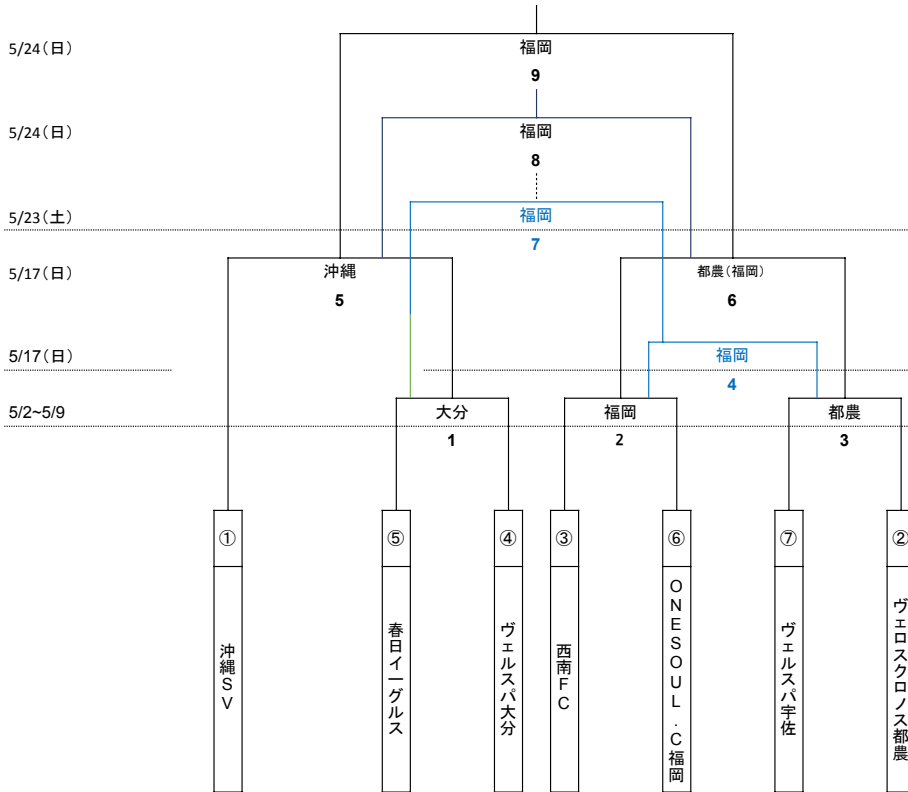 5/24(日)
福岡
9
5/24(日)
福岡
8
5/23(土)
福岡
7
5/17(日)
沖縄
都農(福岡)
5
6
5/17(日)
福岡
4
5/2~5/9
大分
福岡
都農
1
2
3
①
⑤
④
③
⑥
⑦
②
沖縄SV
春日イーグルス
ヴェルスパ大分
西南FC
ONESOUL.C福岡
ヴェルスパ宇佐
ヴェロスクロノス都農